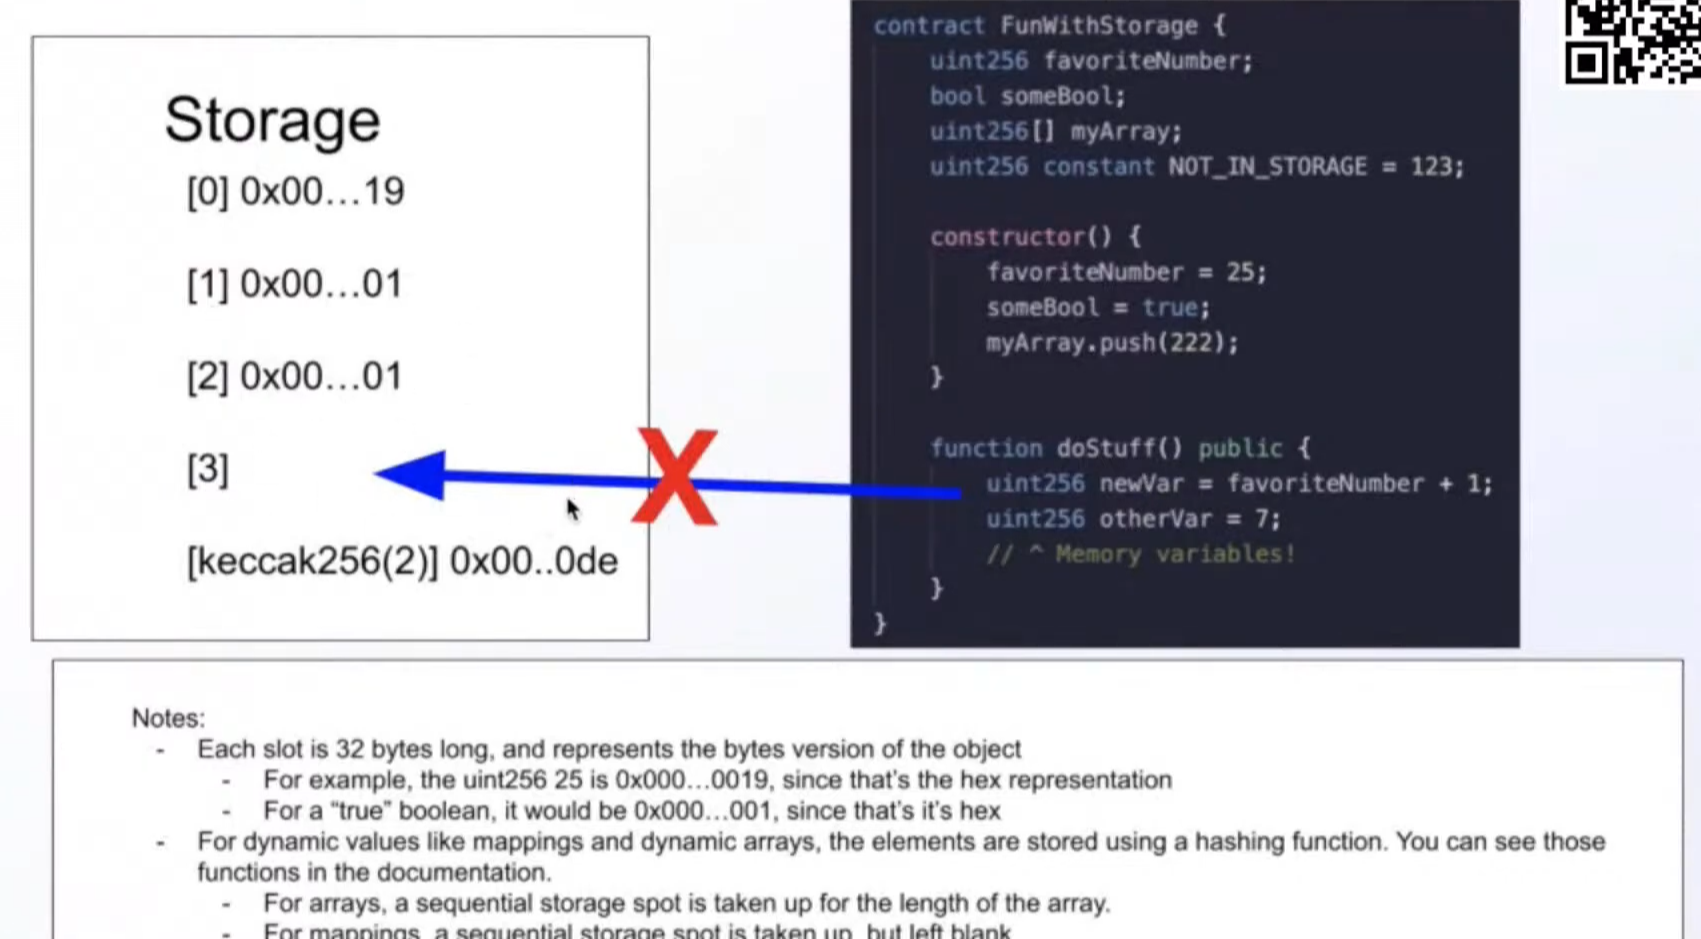 Storage
[0] 0x00...19
[1] 0x00...01
[2] 0x00...01
[3]
X
[keccak256(2)] 0x00..0de
contract FunWithStorage {
uint256 favoriteNumber;
bool someBool;
uint256[] myArray;
uint256 constant NOT_IN_STORAGE = 123;
constructor() {
favoriteNumber = 25;
someBool = true;
myArray.push(222);
}
function doStuff() public {
uint256 newVar = favoriteNumber + 1;
uint256 otherVar = 7;
// ^ Memory variables!
}
}
Notes:
- Each slot is 32 bytes long, and represents the bytes version of the object
- For example, the uint256 25 is 0x000...0019, since that's the hex representation
- For a “true” boolean, it would be 0x000...001, since that's it's hex
- For dynamic values like mappings and dynamic arrays, the elements are stored using a hashing function. You can see those
functions in the documentation.
- For arrays, a sequential storage spot is taken up for the length of the array.
- For mappings, a sequential storage spot is taken up, but left blank